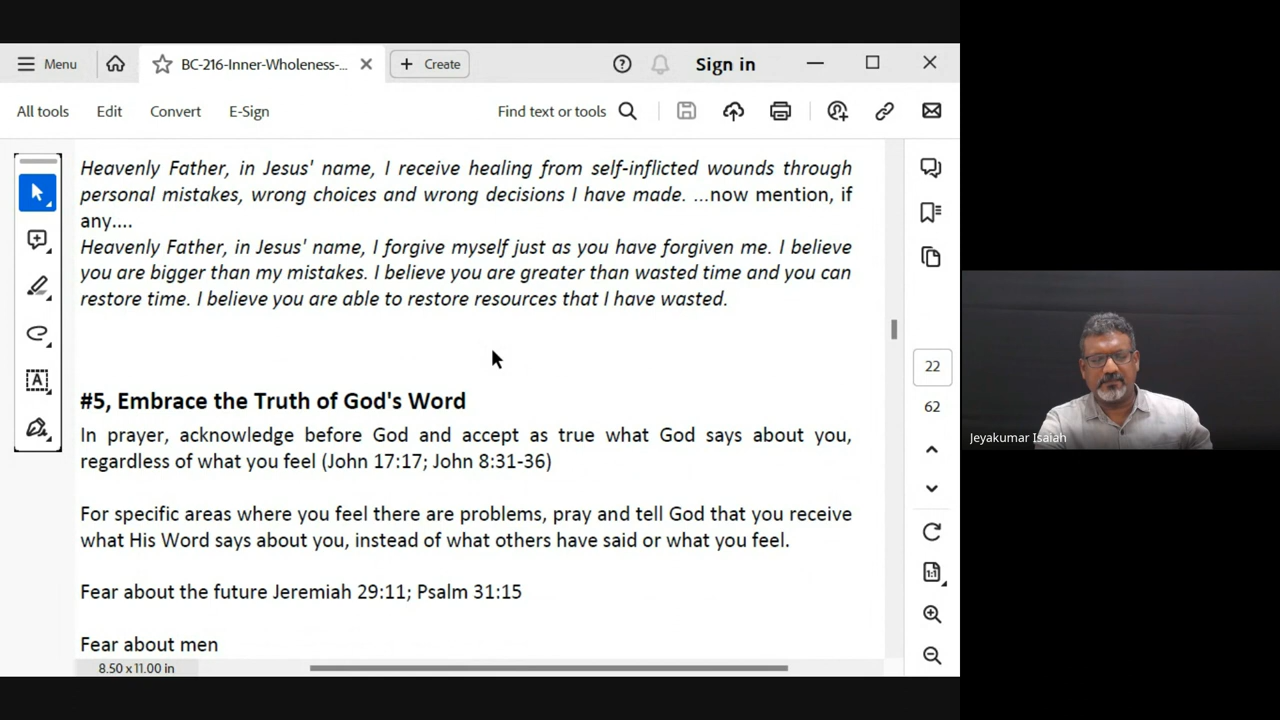 Menu
BC-216-Inner-Wholeness-...
Create
Sign in
All tools
Edit
Convert
E-Sign
Find text or tools
Heavenly Father, in Jesus' name, I receive healing from self-inflicted wounds through
personal mistakes, wrong choices and wrong decisions I have made. ...now mention, if
any....
Heavenly Father, in Jesus' name, I forgive myself just as you have forgiven me. I believe
you are bigger than my mistakes. I believe you are greater than wasted time and you can
restore time. I believe you are able to restore resources that I have wasted.
#5, Embrace the Truth of God's Word
In prayer, acknowledge before God and accept as true what God says about you,
regardless of what you feel (John 17:17; John 8:31-36)
For specific areas where you feel there are problems, pray and tell God that you receive
what His Word says about you, instead of what others have said or what you feel.
Fear about the future Jeremiah 29:11; Psalm 31:15
Fear about men
8.50 x 11.00 in
22
62
1:1
Jeyakumar Isaiah